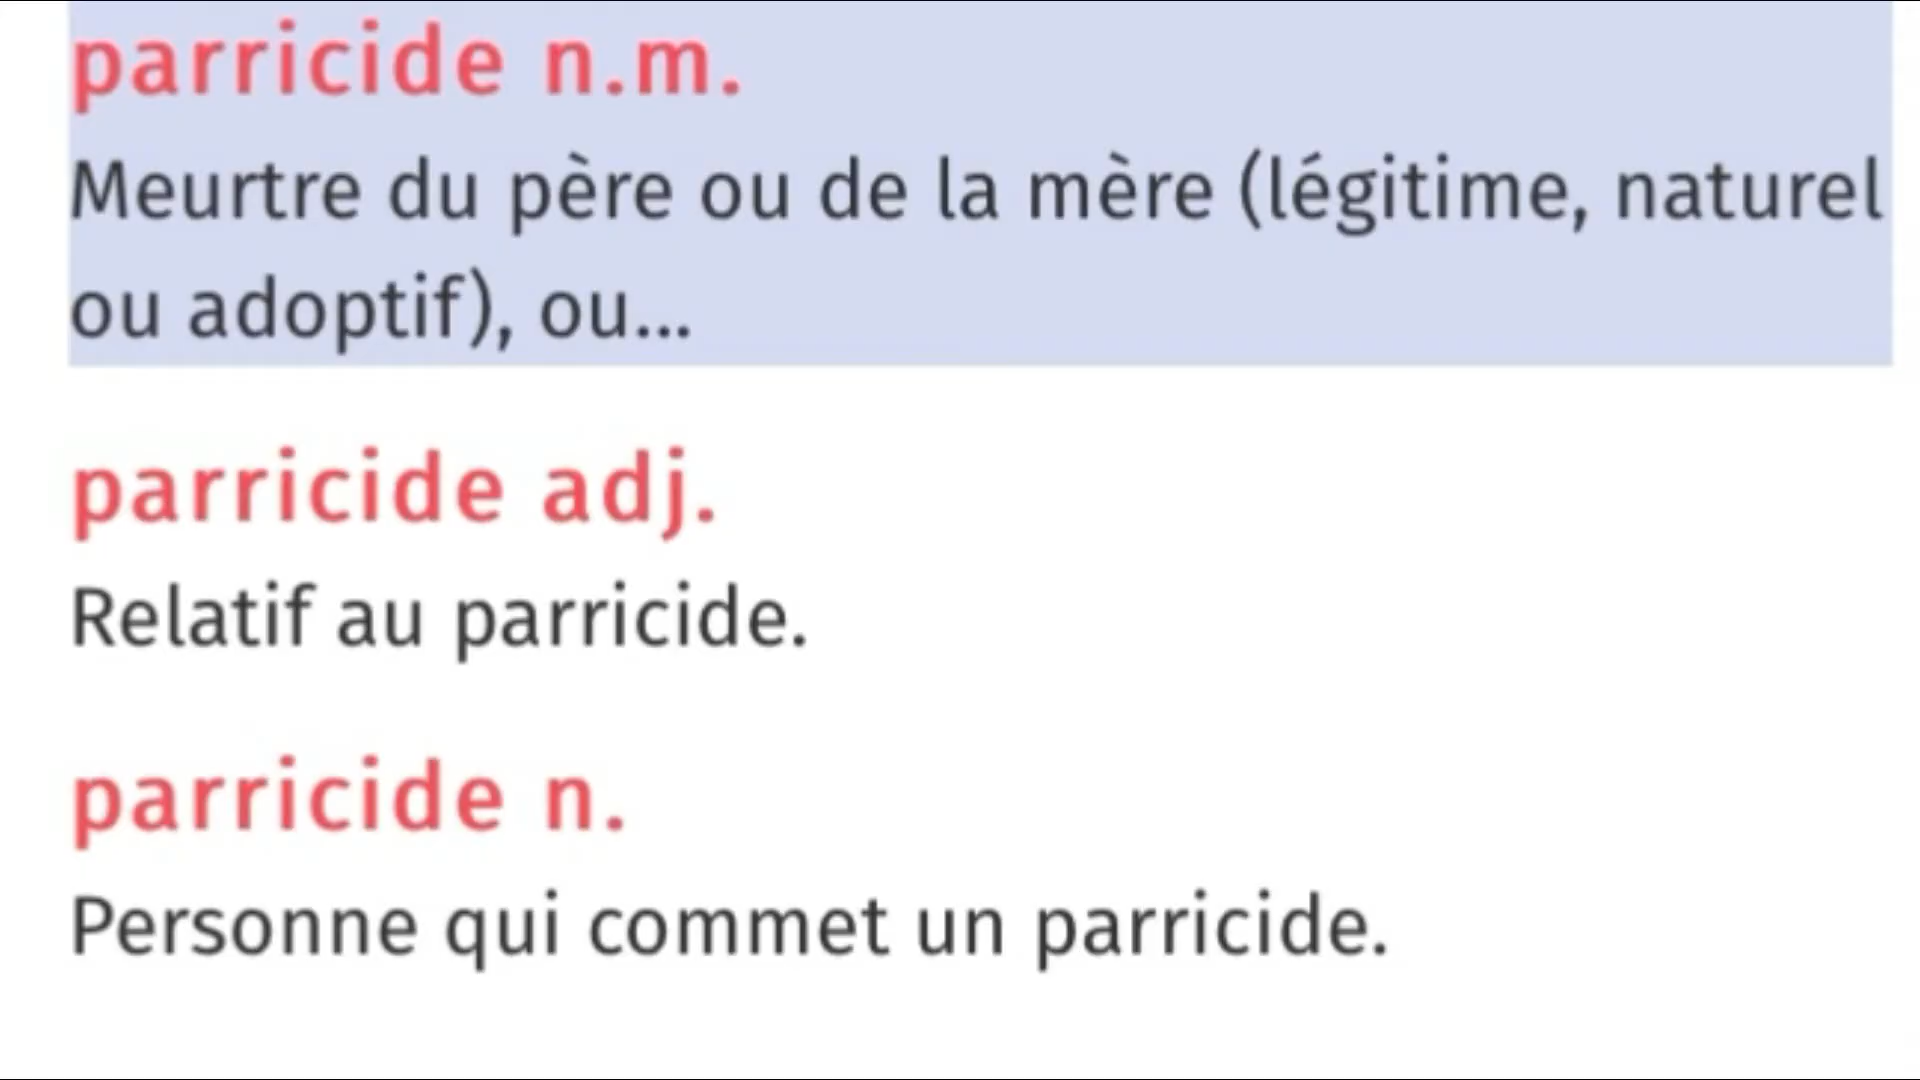 parricide n.m.
Meurtre du père ou de la mère (légitime, naturel
ou adoptif), ou...
parricide adj.
Relatif au parricide.
parricide n.
Personne qui commet un parricide.